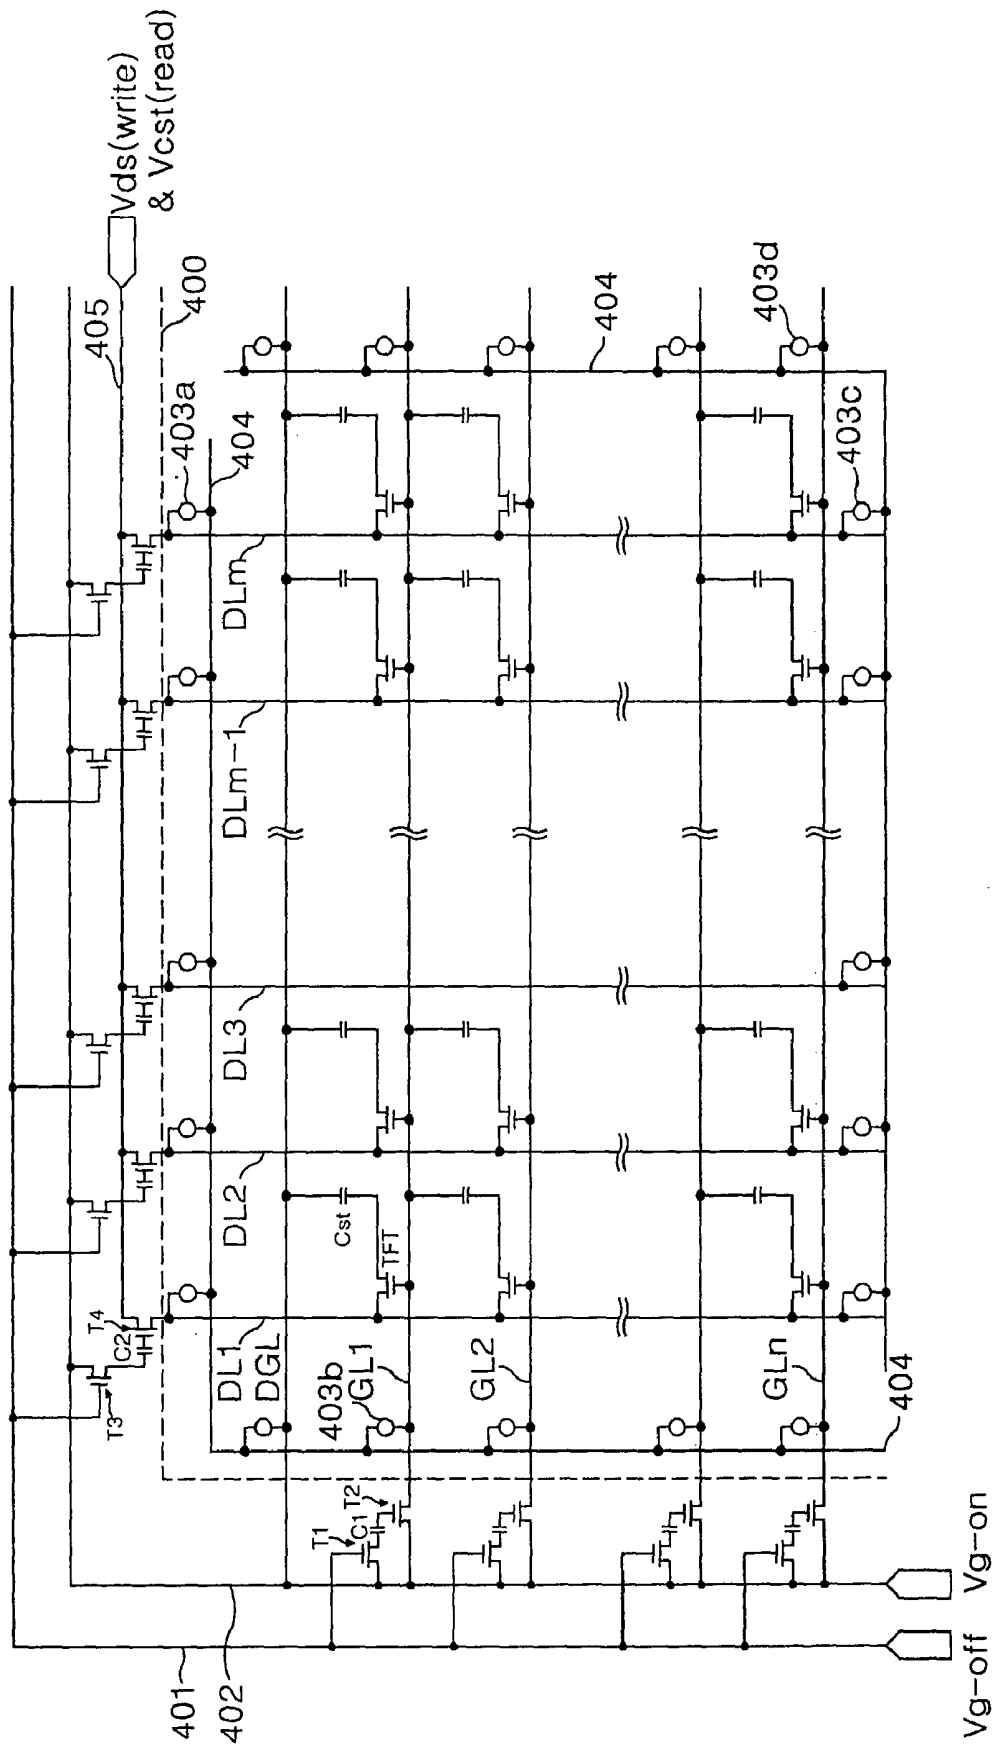 Vds(write)
& Vcst(read)
405
400
403a
404
404
403d
403c
DLm
DLm-1
DL3
DL2
DL1
DGL
T4
C2
T3
Cst
TFT
403b
GL1
GL2
GLn
404
T1
C1
T2
401
402
Vg-on
Vg-off